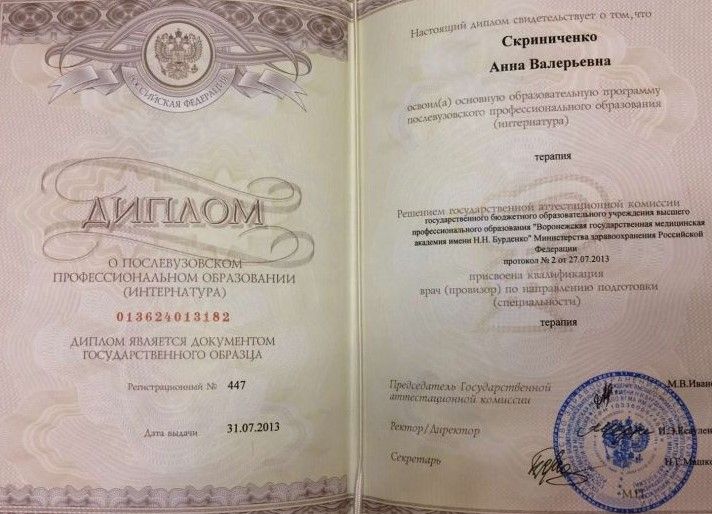 РОССИЙСКАЯ ФЕДЕРАЦИЯ
ДИПЛОМ
О ПОСЛЕВУЗОВСКОМ
ПРОФЕССИОНАЛЬНОМ ОБРАЗОВАНИИ
(ИНТЕРНАТУРА)
013624013182
ДИПЛОМ ЯВЛЯЕТСЯ ДОКУМЕНТОМ
ГОСУДАРСТВЕННОГО ОБРАЗЦА
Регистрационный № 447
Дата выдачи 31.07.2013
Настоящий диплом свидетельствует о том, что
Скриниченко
Анна Валерьевна
освоил(а) основную образовательную программу
послевузовского профессионального образования
(интернатура)
терапия
Решением государственной аттестационной комиссии
государственного бюджетного образовательного учреждения высшего
профессионального образования "Воронежская государственная медицинская
академия имени Н.Н. Бурденко" Министерства здравоохранения Российской
Федерации
протокол № 2 от 27.07.2013
присвоена квалификация
врач (провизор) по направлению подготовки
(специальности)
терапия
Председатель Государственной
аттестационной комиссии М.В.Ивано
Ректор/Директор И.Э.Есаулен
Секретарь Н.Т.Машко
М.П.